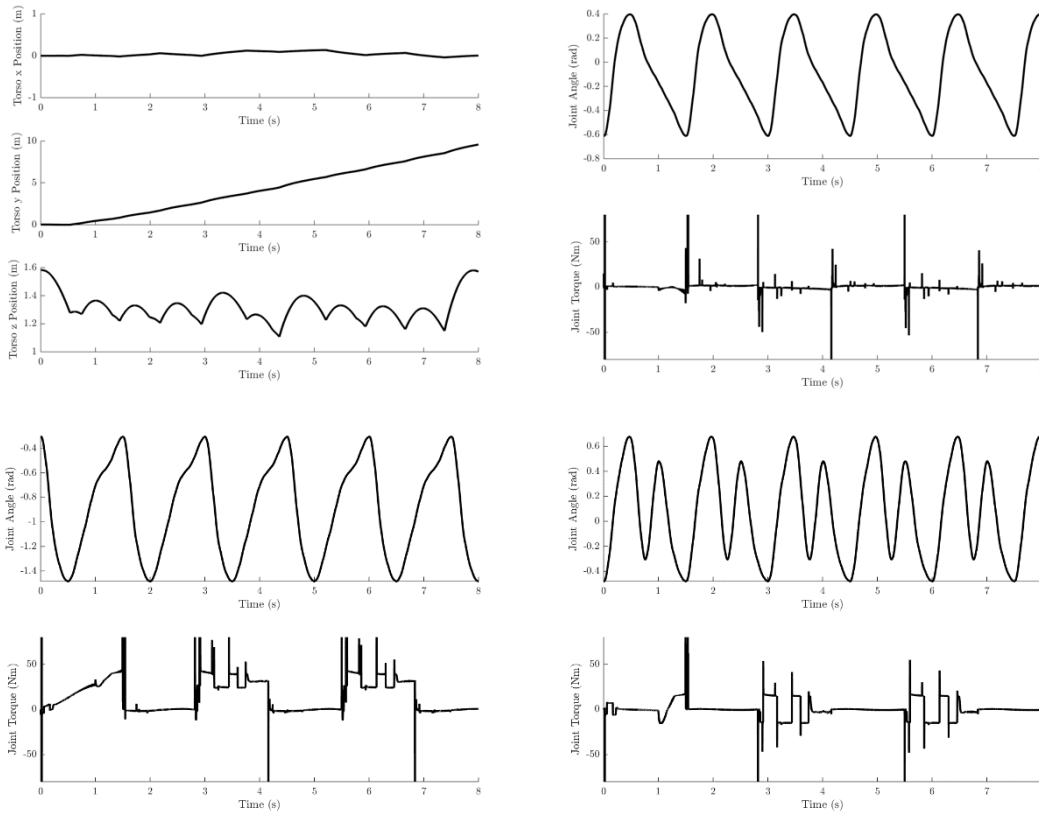 Torso x Position (m)
1
0
-1
0 1 2 3 4 5 6 7 8
Time (s)
Torso y Position (m)
10
5
0
0 1 2 3 4 5 6 7 8
Time (s)
Torso z Position (m)
1.6
1.4
1.2
1
0 1 2 3 4 5 6 7 8
Time (s)
Joint Angle (rad)
0.4
0.2
0
-0.2
-0.4
-0.6
-0.8
0 1 2 3 4 5 6 7
Time (s)
Joint Torque (Nm)
50
0
-50
0 1 2 3 4 5 6 7
Time (s)
Joint Angle (rad)
-0.4
-0.6
-0.8
-1
-1.2
-1.4
0 1 2 3 4 5 6 7 8
Time (s)
Joint Torque (Nm)
50
0
-50
0 1 2 3 4 5 6 7 8
Time (s)
Joint Angle (rad)
0.6
0.4
0.2
0
-0.2
-0.4
0 1 2 3 4 5 6 7
Time (s)
Joint Torque (Nm)
50
0
-50
0 1 2 3 4 5 6 7
Time (s)